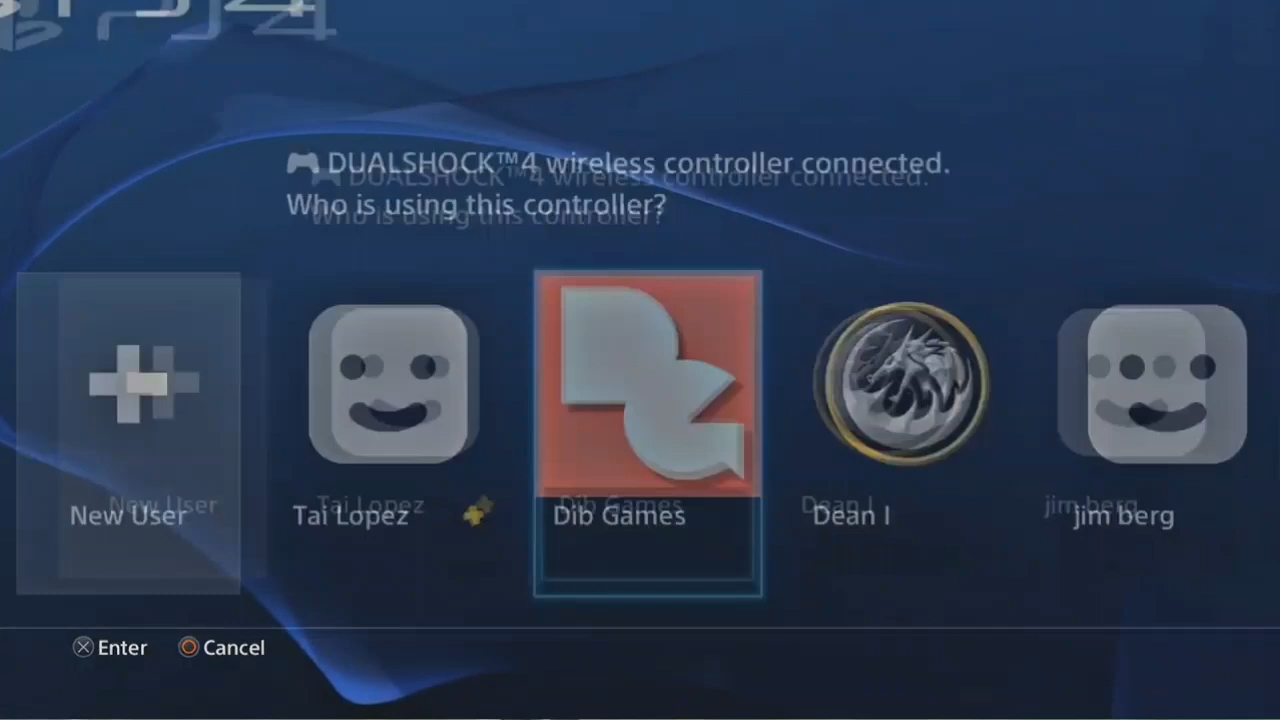 PS4
DUALSHOCK™4 wireless controller connected.
Who is using this controller?
New User
Tai Lopez
Dib Games
Dean I
jim berg
Enter
Cancel